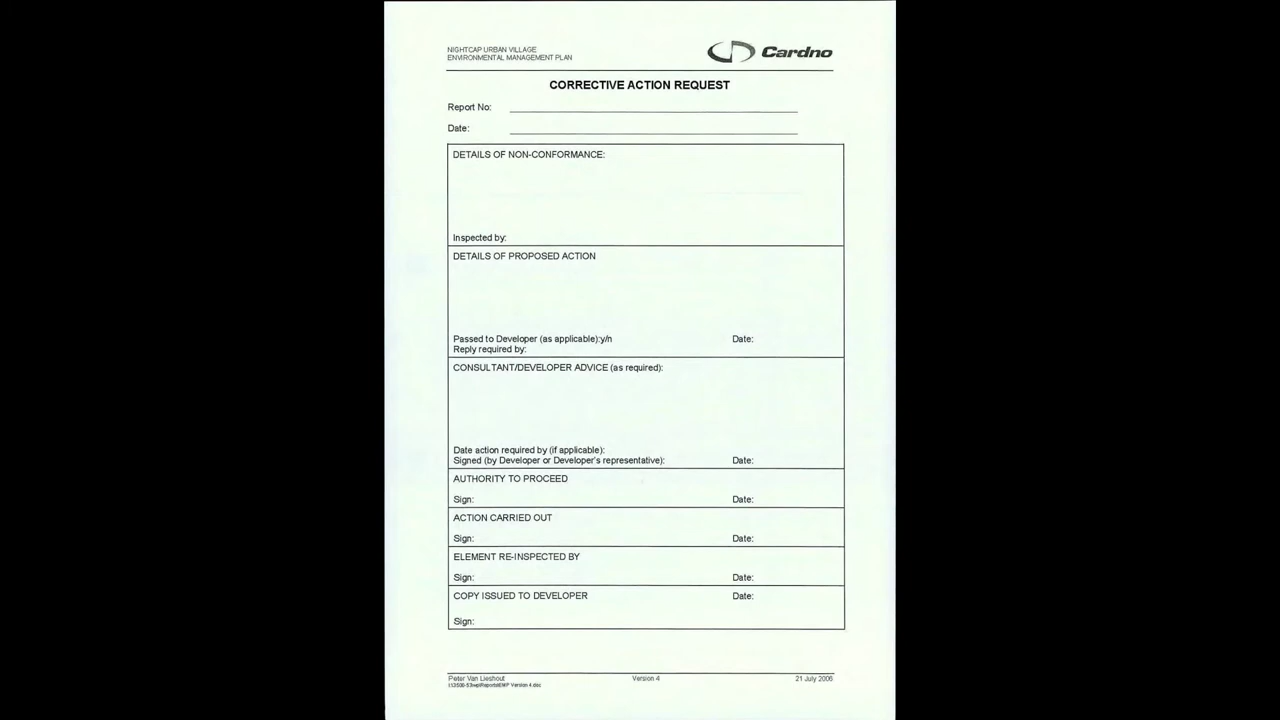 NIGHTCAP URBAN VILLAGE
ENVIRONMENTAL MANAGEMENT PLAN
Cardno
CORRECTIVE ACTION REQUEST
Report No:
Date:
DETAILS OF NON-CONFORMANCE:
Inspected by:
DETAILS OF PROPOSED ACTION
Passed to Developer (as applicable):y/n Date:
Reply required by:
CONSULTANT/DEVELOPER ADVICE (as required):
Date action required by (if applicable):
Signed (by Developer or Developer's representative): Date:
AUTHORITY TO PROCEED
Sign: Date:
ACTION CARRIED OUT
Sign: Date:
ELEMENT RE-INSPECTED BY
Sign: Date:
COPY ISSUED TO DEVELOPER Date:
Sign:
Peter Van Lieshout Version 4 21 July 2006
Version 4.doc